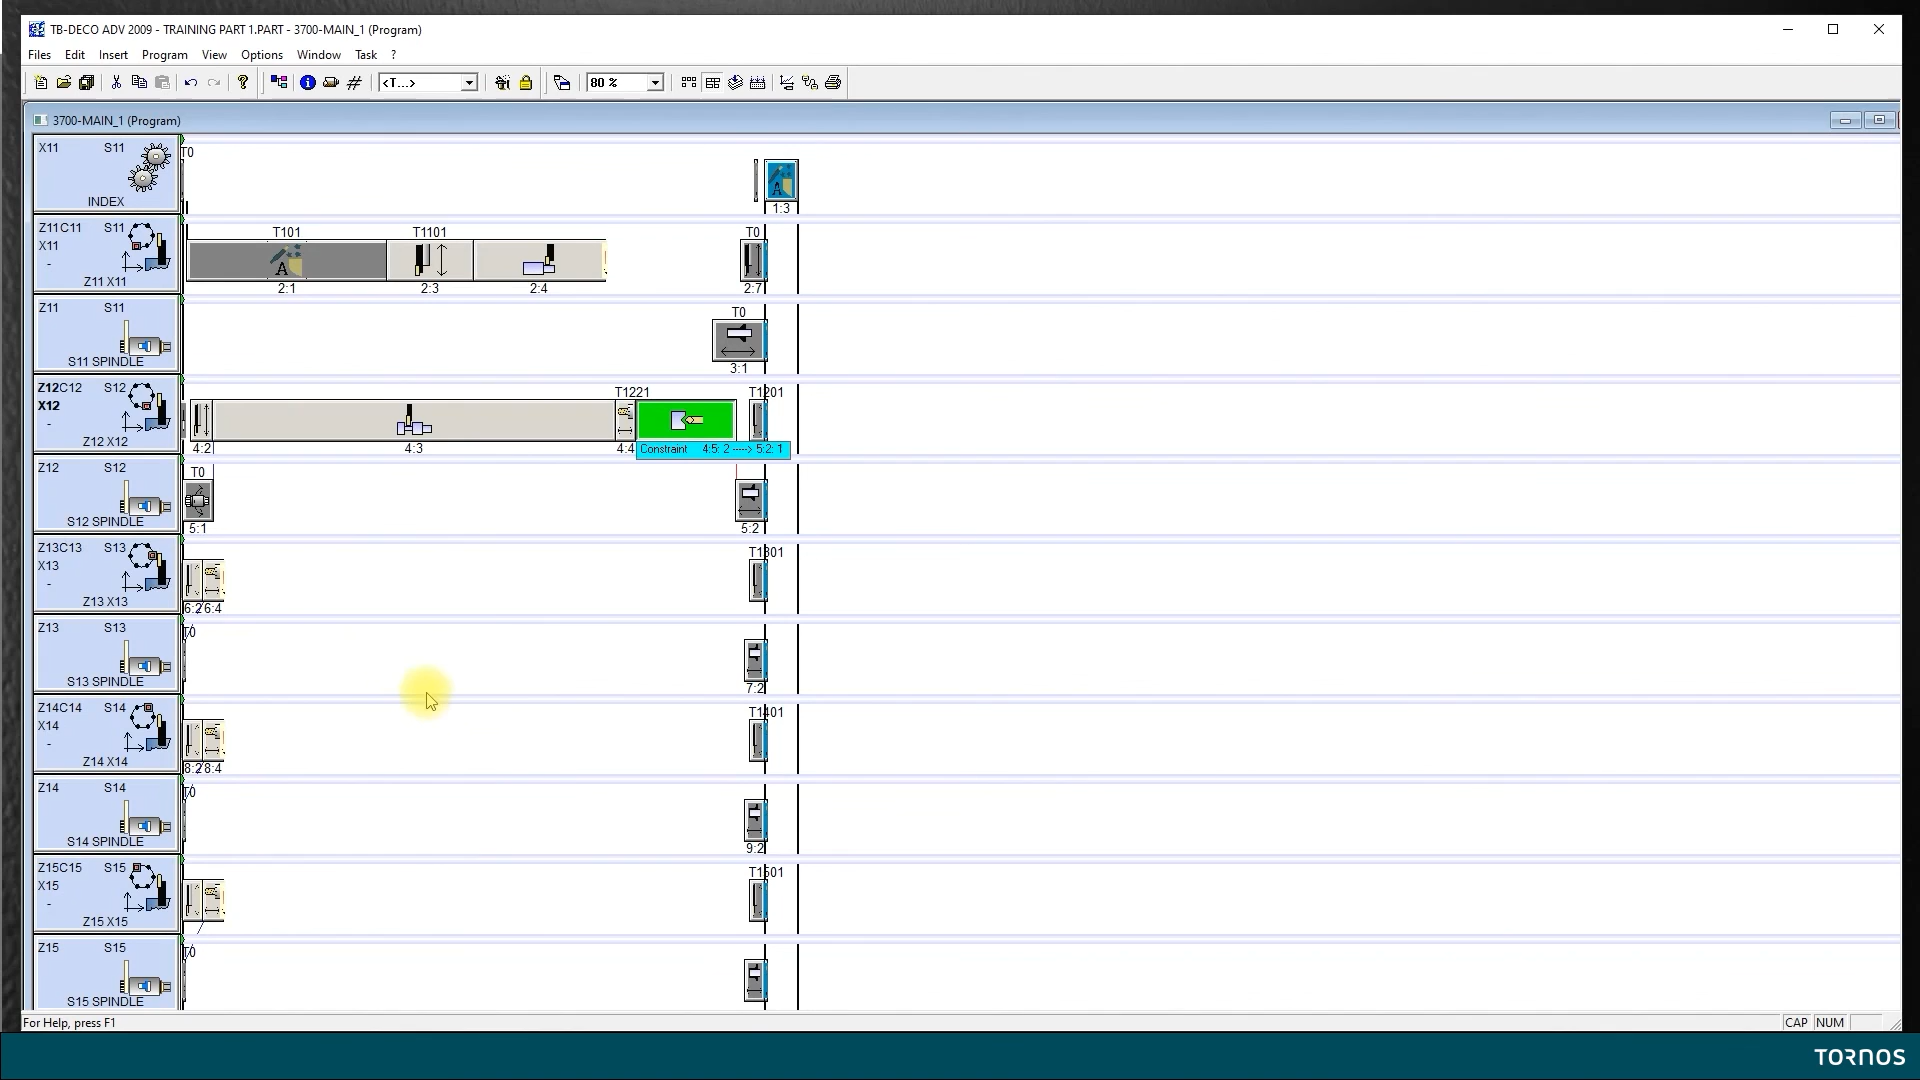 TB-DECO ADV 2009 - TRAINING PART 1.PART - 3700-MAIN_1 (Program)
Files Edit Insert Program View Options Window Task ?
<T...> 80 %
3700-MAIN_1 (Program)
X11 S11
INDEX
T0
1:3
Z11C11 S11
X11
-
Z11 X11
T101 T1101 T0
A
2:1 2:3 2:4 2:7
Z11 S11
S11 SPINDLE
T0
3:1
Z12C12 S12
X12
-
Z12 X12
T1221 T1201
4:2 4:3 4:4
Constraint 4:5: 2 ----> 5:2: 1
Z12 S12
S12 SPINDLE
T0
5:1 5:2
Z13C13 S13
X13
-
Z13 X13
T1301
6:2 6:4
Z13 S13
S13 SPINDLE
T0
7:2
Z14C14 S14
X14
-
Z14 X14
T1401
8:2 8:4
Z14 S14
S14 SPINDLE
T0
9:2
Z15C15 S15
X15
-
Z15 X15
T1501
Z15 S15
S15 SPINDLE
T0
For Help, press F1
CAP NUM
TORNOS